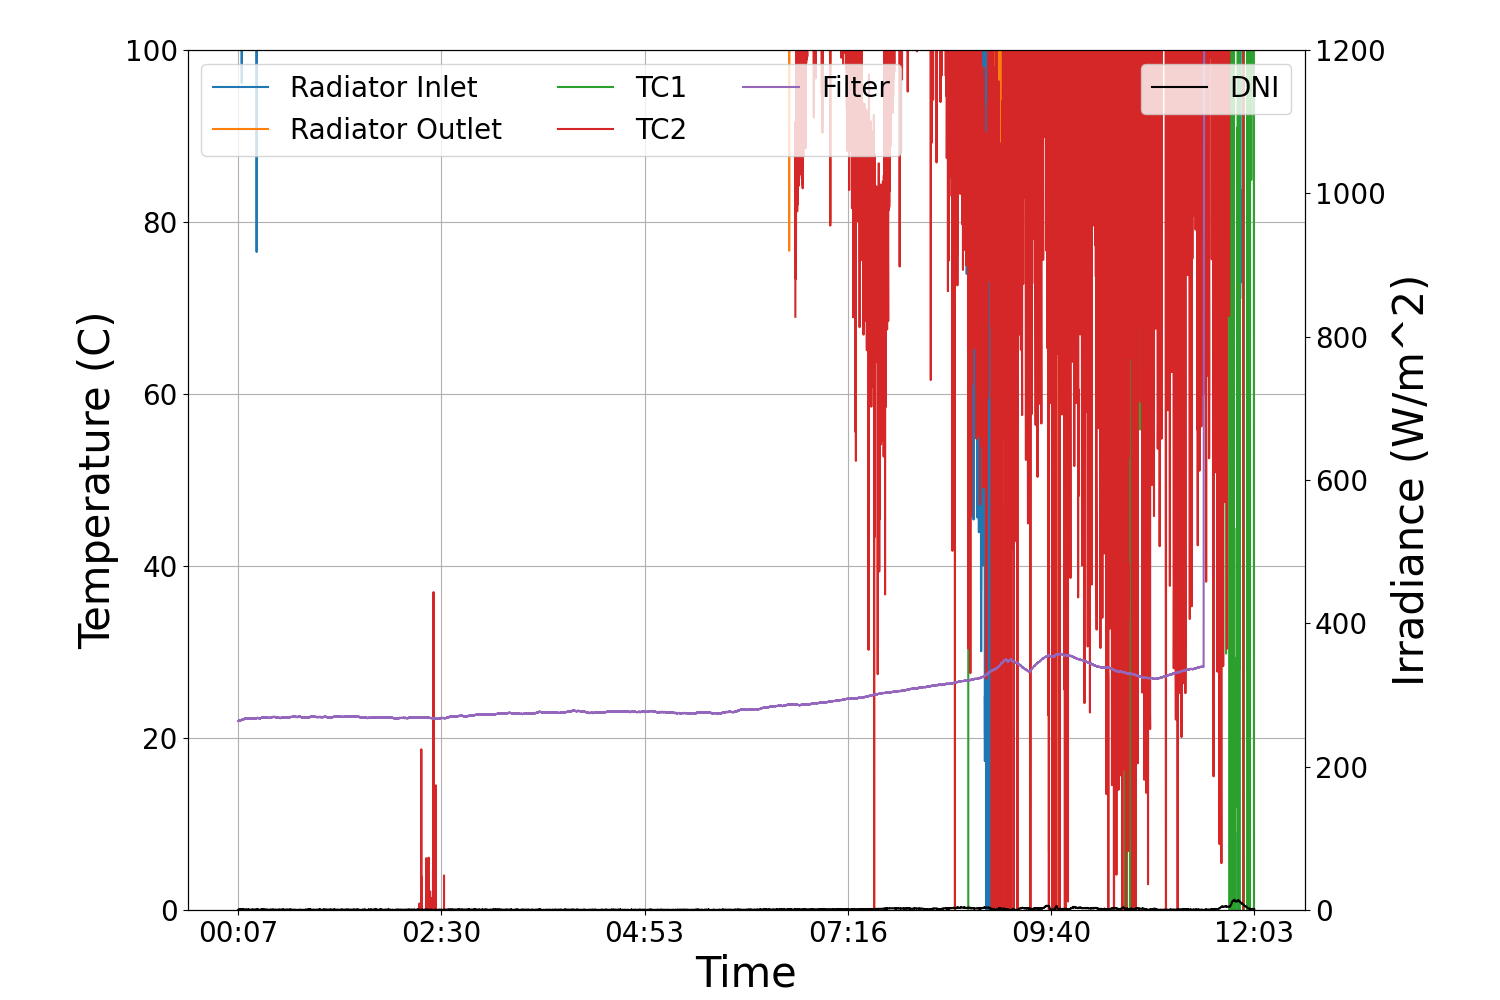 100
80
60
40
20
0
Temperature (C)
Radiator Inlet
Radiator Outlet
TC1
TC2
Filter
DNI
1200
1000
800
600
400
200
0
Irradiance (W/m^2)
00:07 02:30 04:53 07:16 09:40 12:03
Time